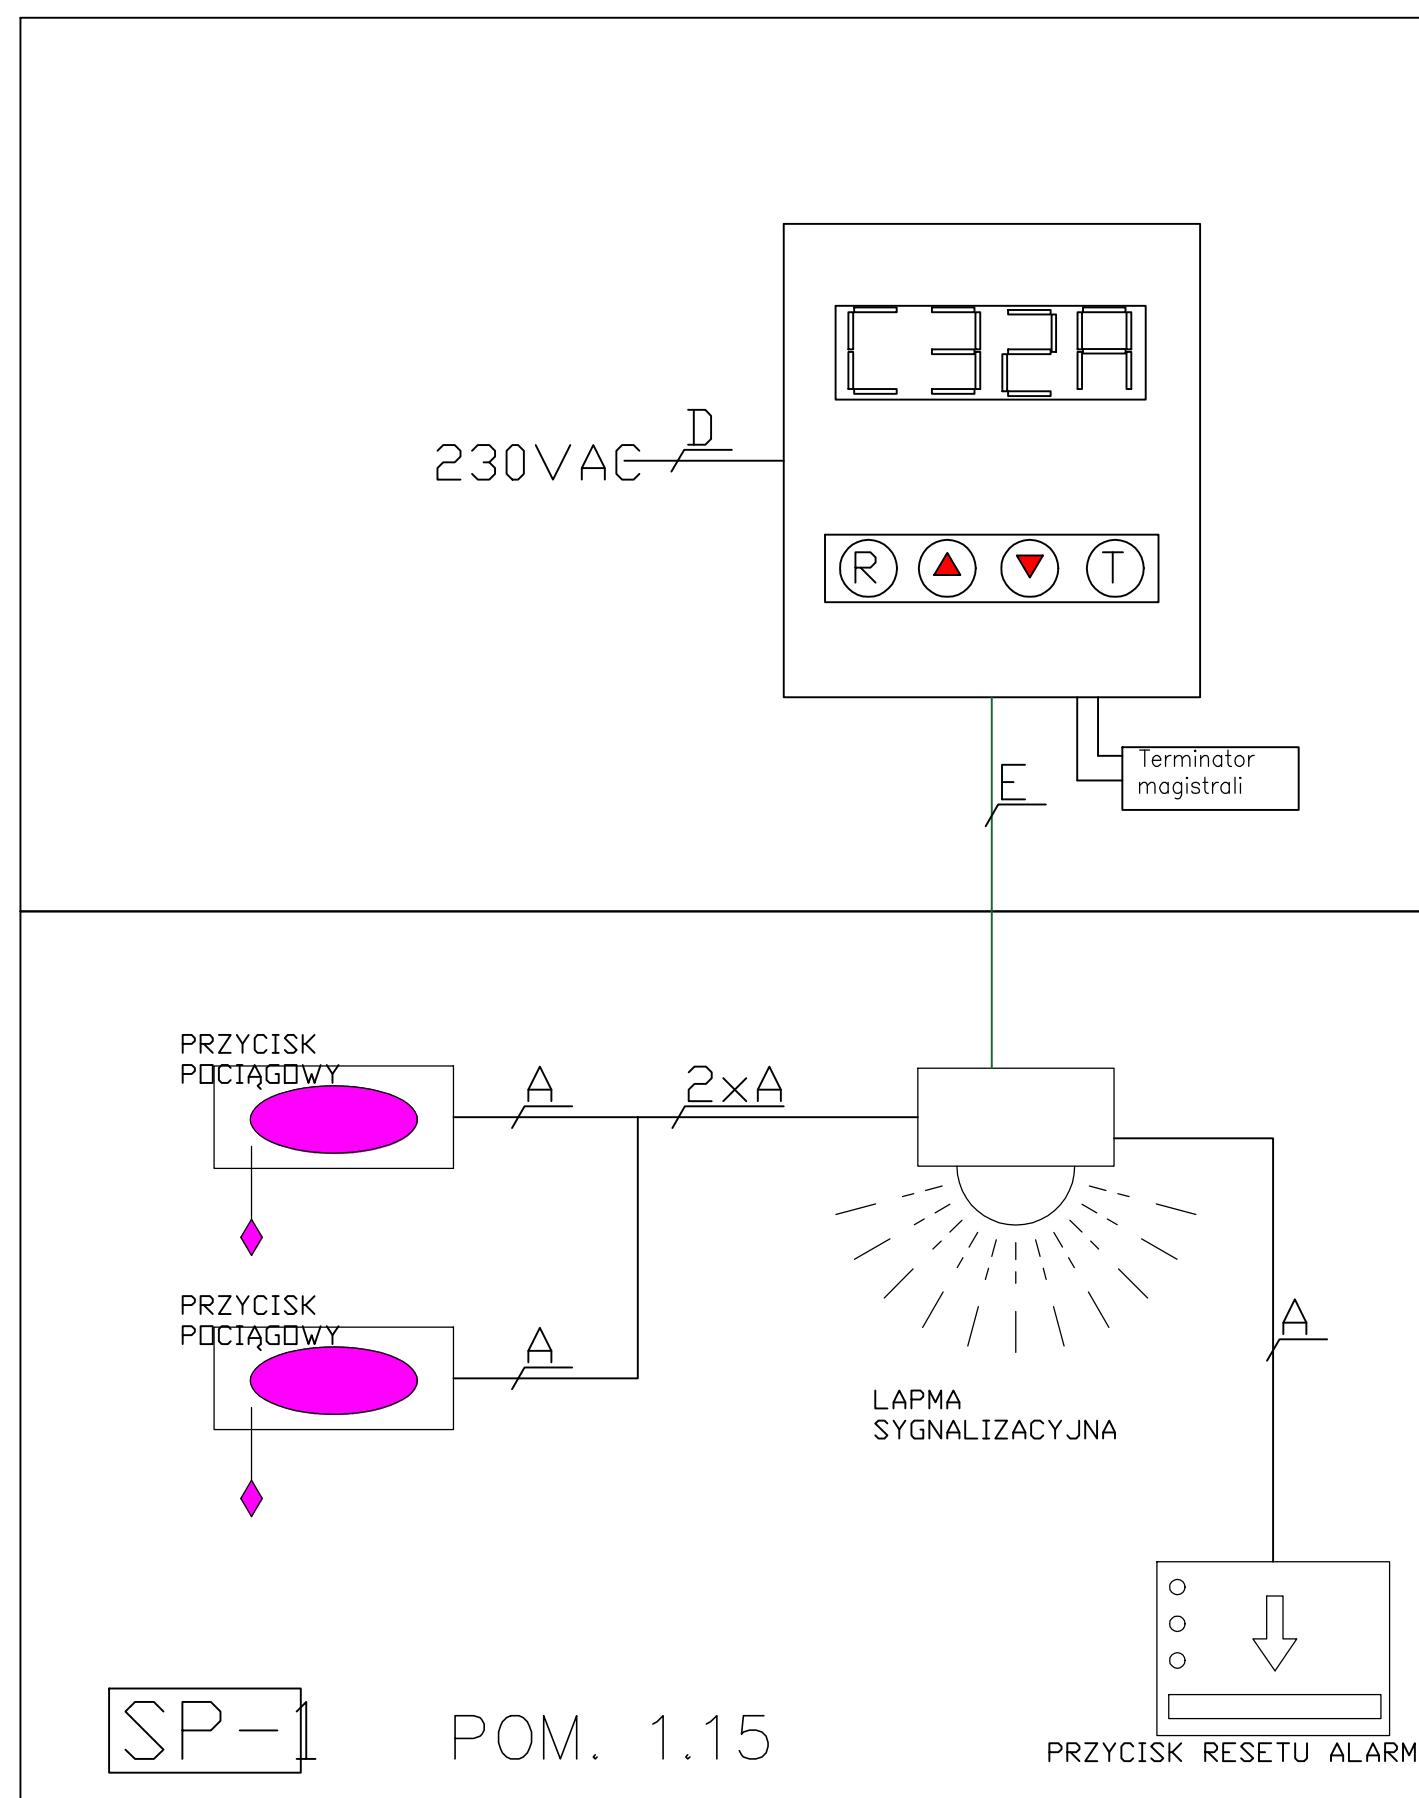 C32A
D
230VAC
R T
Terminator
magistrali
E
PRZYCISK
POCIĄGOWY
A
2xA
PRZYCISK
POCIĄGOWY
A
A
LAPMA
SYGNALIZACYJNA
SP-1
POM. 1.15
PRZYCISK RESETU ALARM